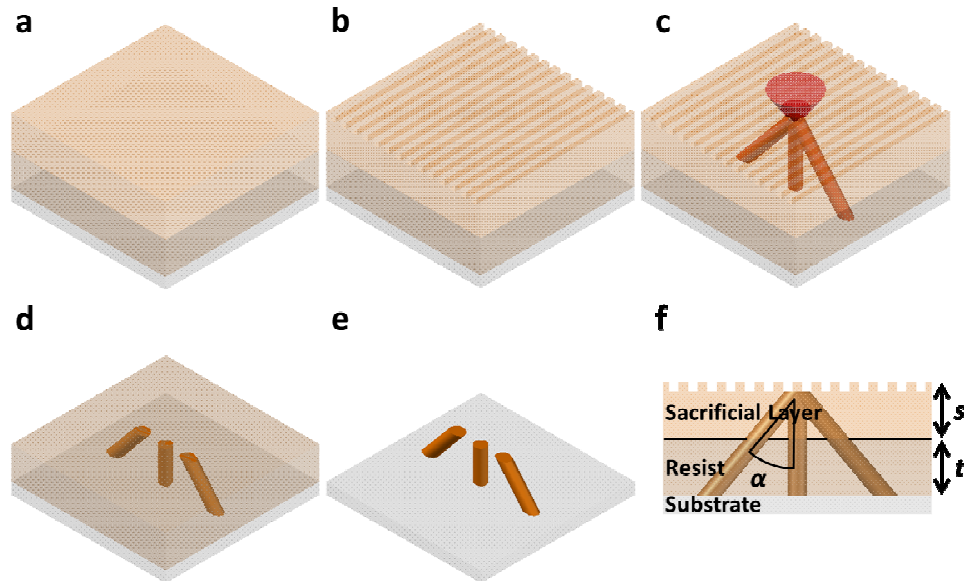 a
b
c
d
e
f
Sacrificial Layer
s
Resist
α
t
Substrate